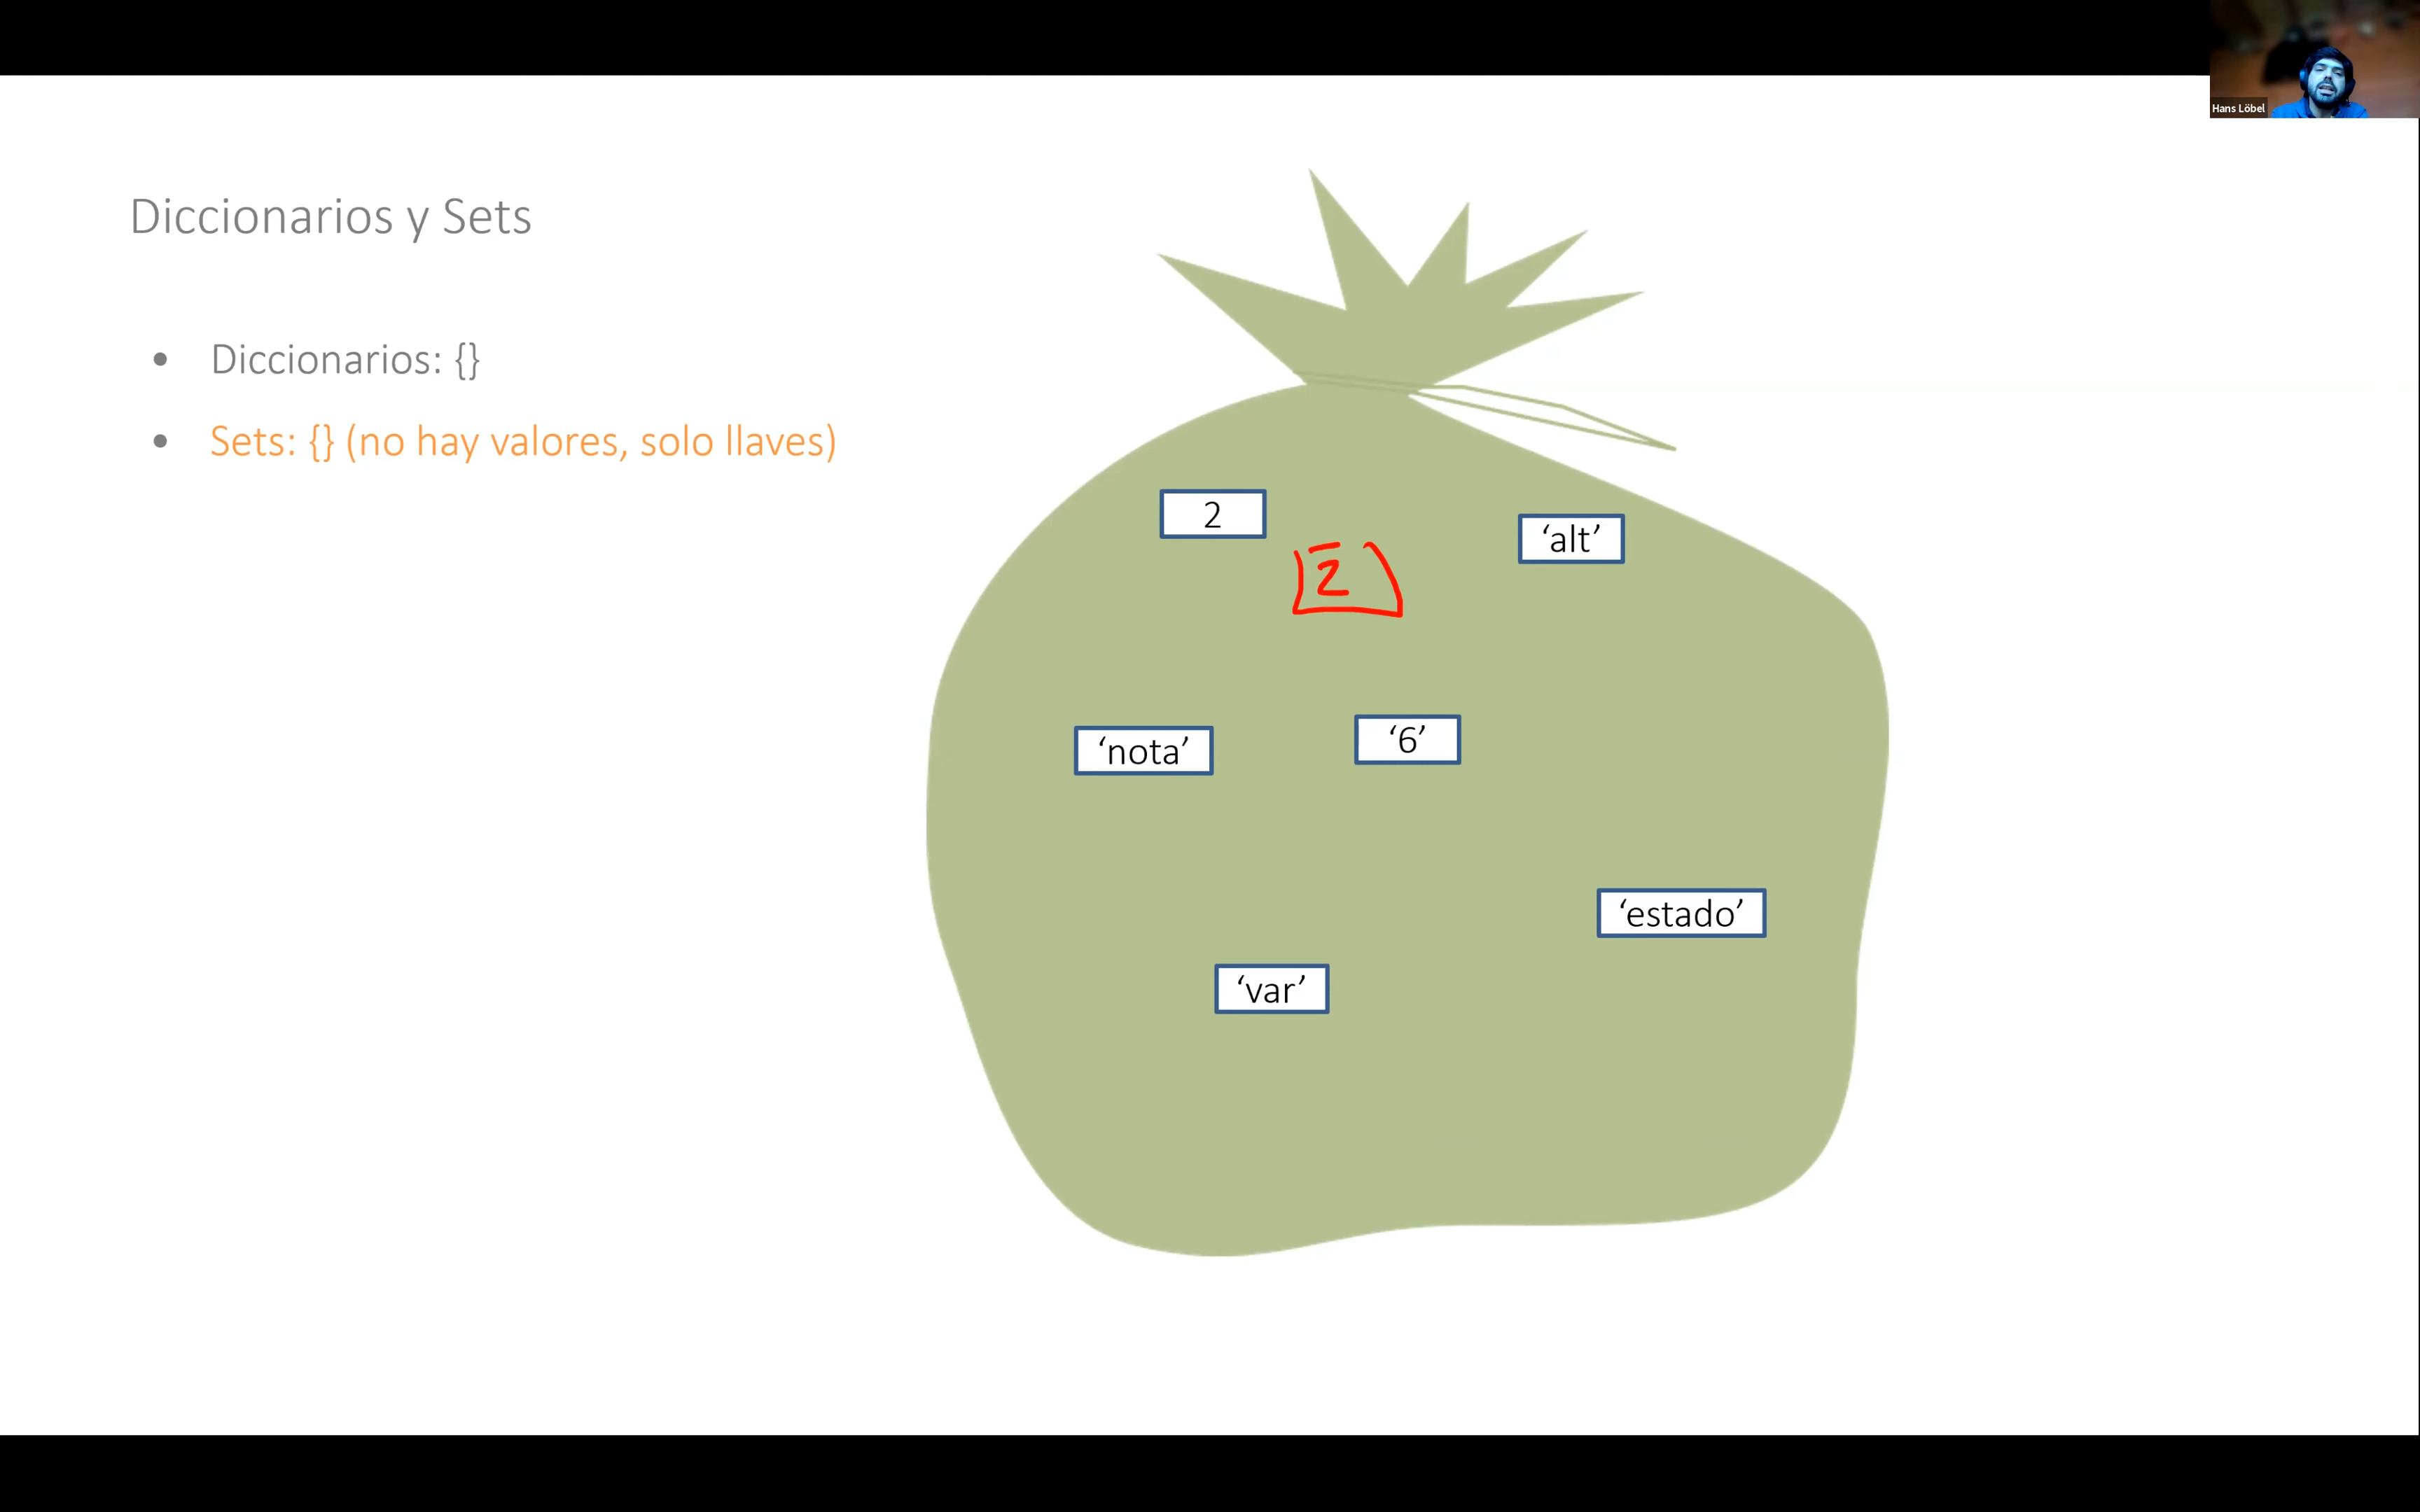 Hans Löbel
Diccionarios y Sets
• Diccionarios: {}
• Sets: {} (no hay valores, solo llaves)
2
‘alt’
2
‘nota’
‘6’
‘estado’
‘var’